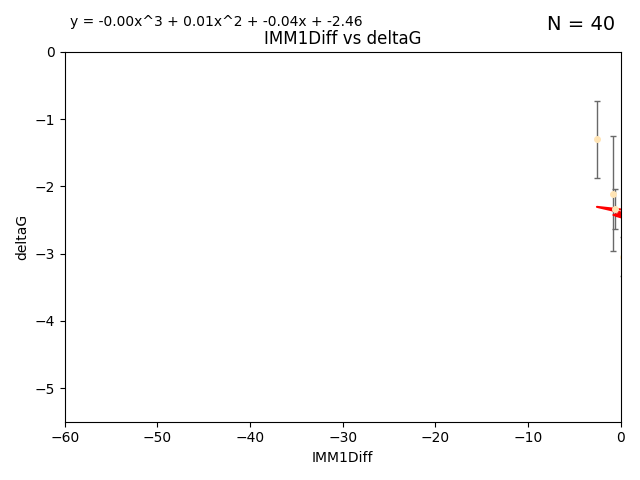 y = -0.00x^3 + 0.01x^2 + -0.04x + -2.46
N = 40
IMM1Diff vs deltaG
0
−1
−2
−3
−4
−5
deltaG
−60 −50 −40 −30 −20 −10 0
IMM1Diff